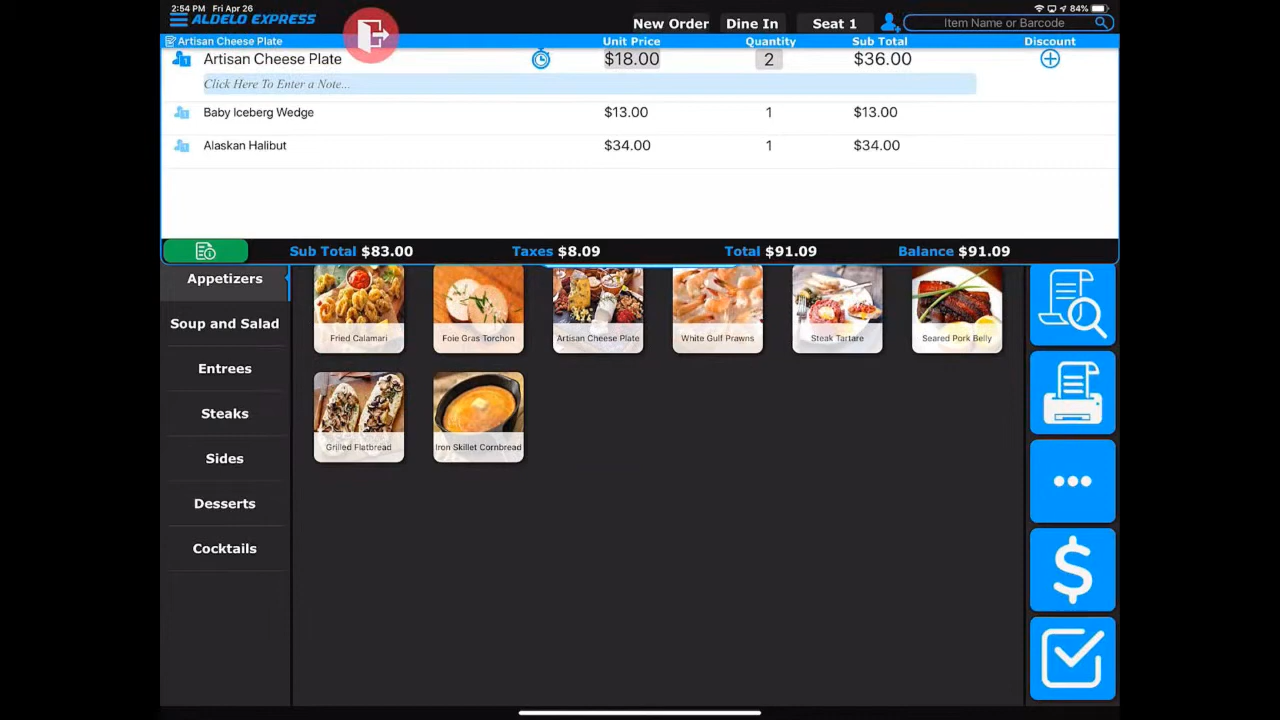 2:54 PM Fri Apr 26
84%
ALDELO EXPRESS
New Order
Dine In
Seat 1
Item Name or Barcode
Artisan Cheese Plate
Unit Price
Quantity
Sub Total
Discount
Artisan Cheese Plate
$18.00
2
$36.00
Click Here To Enter a Note...
Baby Iceberg Wedge
$13.00
1
$13.00
Alaskan Halibut
$34.00
1
$34.00
Sub Total $83.00
Taxes $8.09
Total $91.09
Balance $91.09
Appetizers
Soup and Salad
Entrees
Steaks
Sides
Desserts
Cocktails
Fried Calamari
Foie Gras Torchon
Artisan Cheese Plate
White Gulf Prawns
Steak Tartare
Seared Pork Belly
Grilled Flatbread
Iron Skillet Cornbread
$